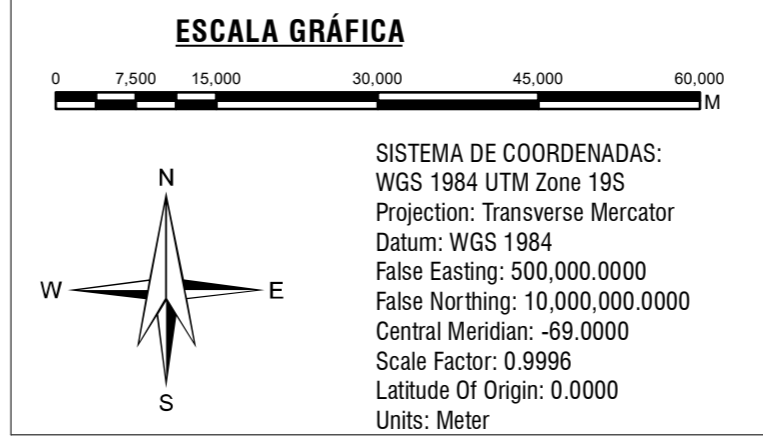 ESCALA GRÁFICA
0 7,500 15,000 30,000 45,000 60,000
M
N
W E
S
SISTEMA DE COORDENADAS:
WGS 1984 UTM Zone 19S
Projection: Transverse Mercator
Datum: WGS 1984
False Easting: 500,000.0000
False Northing: 10,000,000.0000
Central Meridian: -69.0000
Scale Factor: 0.9996
Latitude Of Origin: 0.0000
Units: Meter